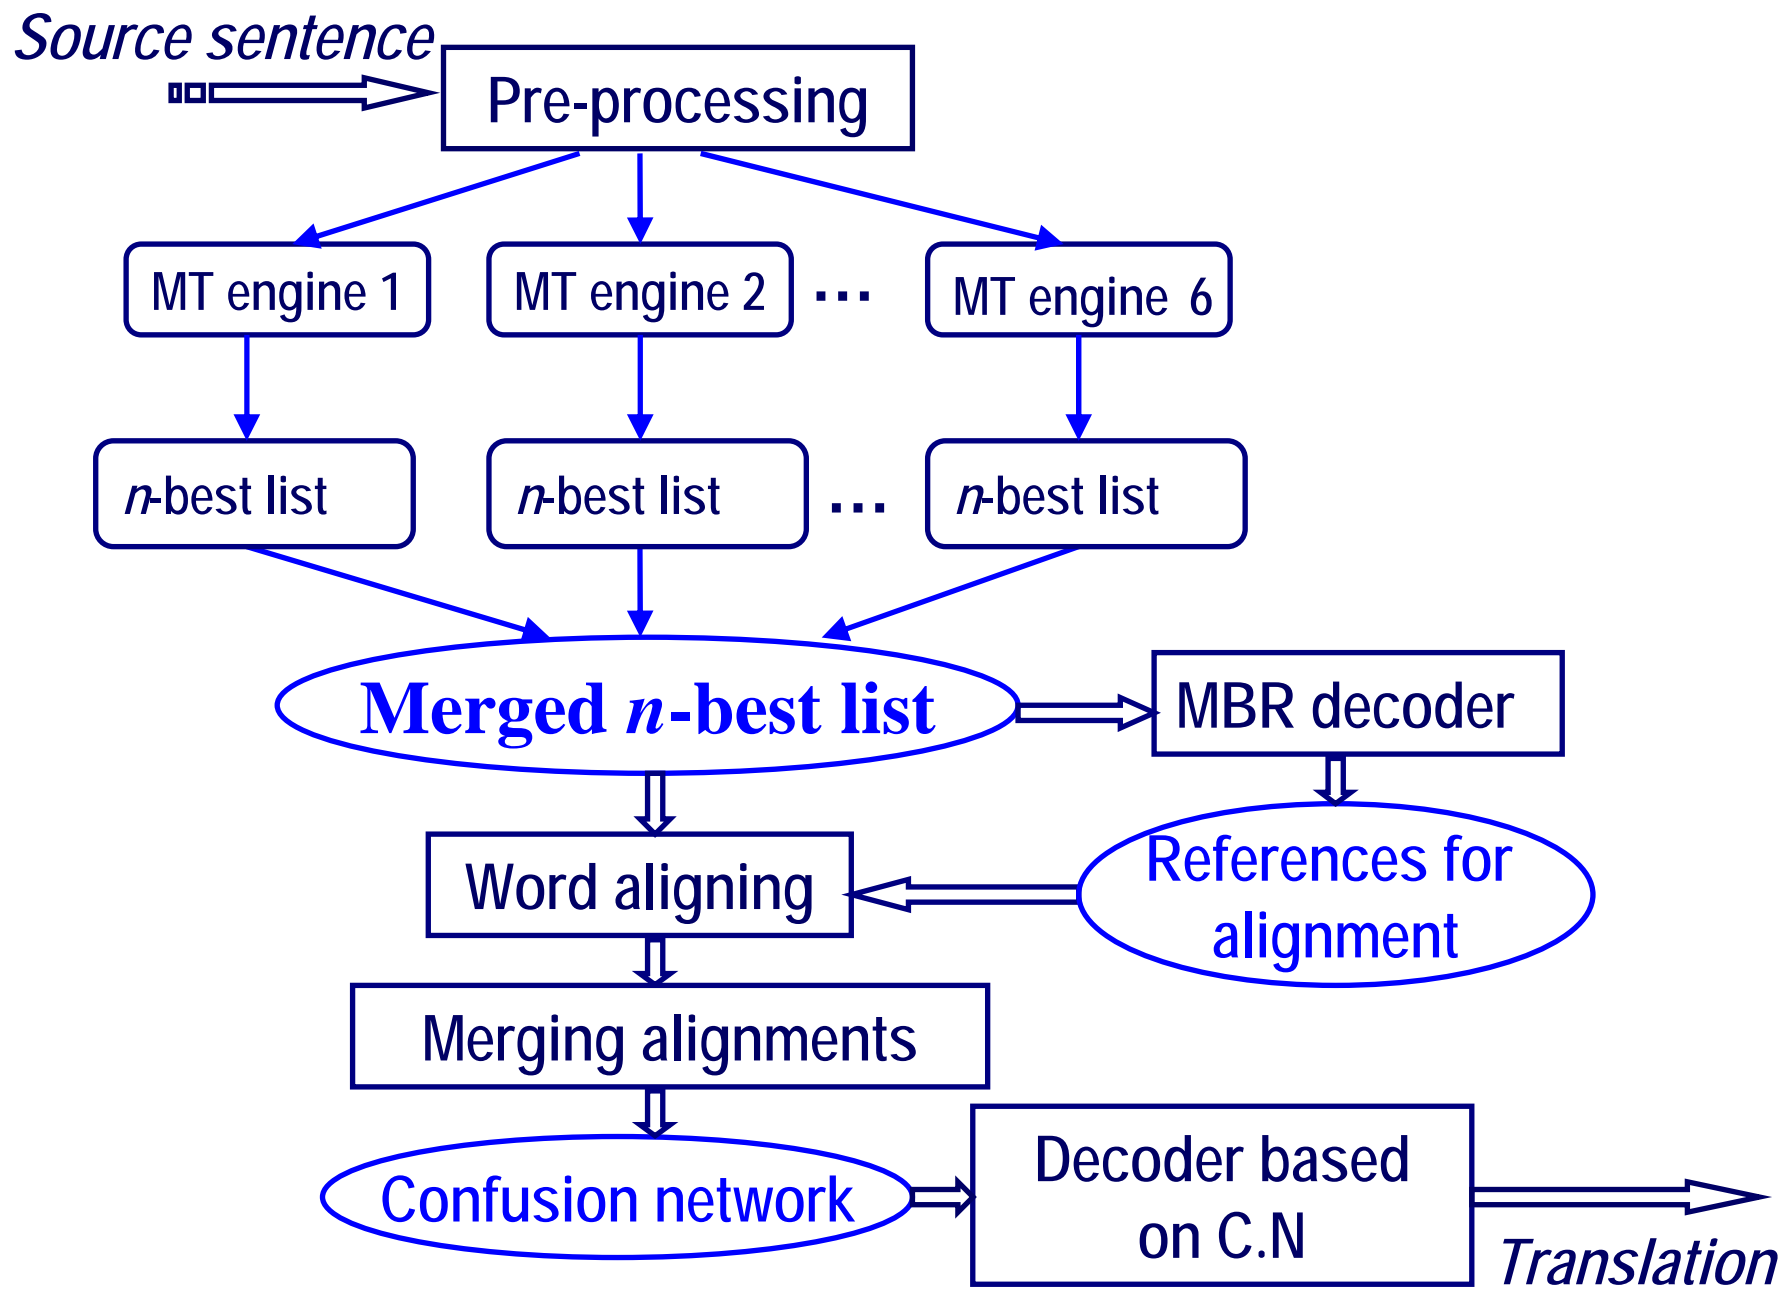 Source sentence
Pre-processing
MT engine 1
MT engine 2
...
MT engine 6
n-best list
n-best list
...
n-best list
Merged n-best list
MBR decoder
Word aligning
References for
alignment
Merging alignments
Confusion network
Decoder based
on C.N
Translation